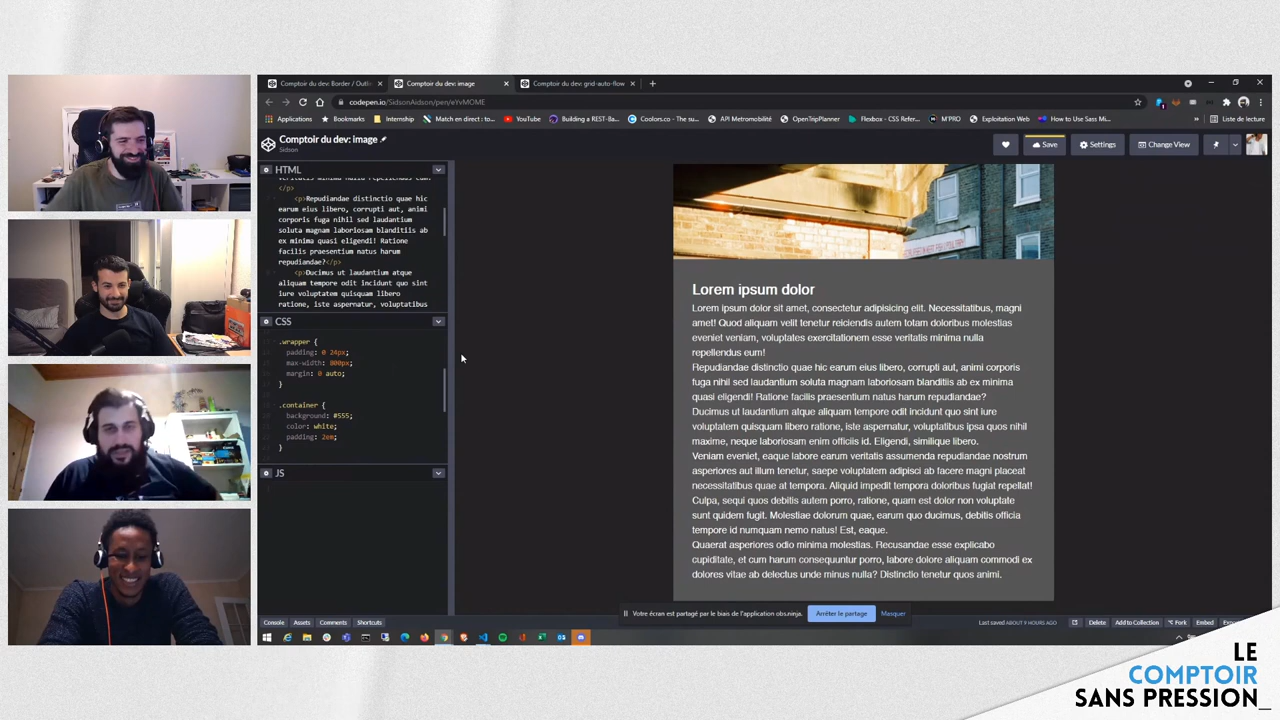 Comptoir du dev: Border / Outli
Comptoir du dev: image
Comptoir du dev: grid-auto-flow
codepen.io/SidsonAidson/pen/eYvMOME
Applications
Bookmarks
Internship
Match en direct : to...
YouTube
Building a REST-Ba...
Coolors.co - The su...
API Metromobilité
OpenTripPlanner
Flexbox - CSS Refer...
M'PRO
Exploitation Web
How to Use Sass Mi...
»
Liste de lecture
Comptoir du dev: image
Sidson
Save
Settings
Change View
HTML
veritatis minima nulla repellendus eum!
</p>
<p>Repudiandae distinctio quae hic
earum eius libero, corrupti aut, animi
corporis fuga nihil sed laudantium
soluta magnam laboriosam blanditiis ab
ex minima quasi eligendi! Ratione
facilis praesentium natus harum
repudiandae?</p>
<p>Ducimus ut laudantium atque
aliquam tempore odit incidunt quo sint
iure voluptatem quisquam libero
ratione, iste aspernatur, voluptatibus
CSS
.wrapper {
padding: 0 24px;
max-width: 800px;
margin: 0 auto;
}
.container {
background: #555;
color: white;
padding: 2em;
}
JS
Lorem ipsum dolor
Lorem ipsum dolor sit amet, consectetur adipisicing elit. Necessitatibus, magni
amet! Quod aliquam velit tenetur reiciendis autem totam doloribus molestias
eveniet veniam, voluptates exercitationem esse veritatis minima nulla
repellendus eum!
Repudiandae distinctio quae hic earum eius libero, corrupti aut, animi corporis
fuga nihil sed laudantium soluta magnam laboriosam blanditiis ab ex minima
quasi eligendi! Ratione facilis praesentium natus harum repudiandae?
Ducimus ut laudantium atque aliquam tempore odit incidunt quo sint iure
voluptatem quisquam libero ratione, iste aspernatur, voluptatibus ipsa quos nihil
maxime, neque laboriosam enim officiis id. Eligendi, similique libero.
Veniam eveniet, eaque labore earum veritatis assumenda repudiandae nostrum
asperiores aut illum tenetur, saepe voluptatem adipisci ab facere magni placeat
necessitatibus quae at tempora. Aliquid impedit tempora doloribus fugiat repellat!
Culpa, sequi quos debitis autem porro, ratione, quam est dolor non voluptate
sunt quidem fugit. Molestiae dolorum quae, earum quo ducimus, debitis officia
tempore id numquam nemo natus! Est, eaque.
Quaerat asperiores odio minima molestias. Recusandae esse explicabo
cupiditate, et cum harum consequuntur porro, labore dolore aliquam commodi ex
dolores vitae ab delectus unde minus nulla? Distinctio tenetur quos animi.
Votre écran est partagé par le biais de l'application obs.ninja.
Arrêter le partage
Masquer
Console
Assets
Comments
Shortcuts
Last saved ABOUT 9 HOURS AGO
Delete
Add to Collection
Fork
Embed
LE
COMPTOIR
SANS PRESSION_